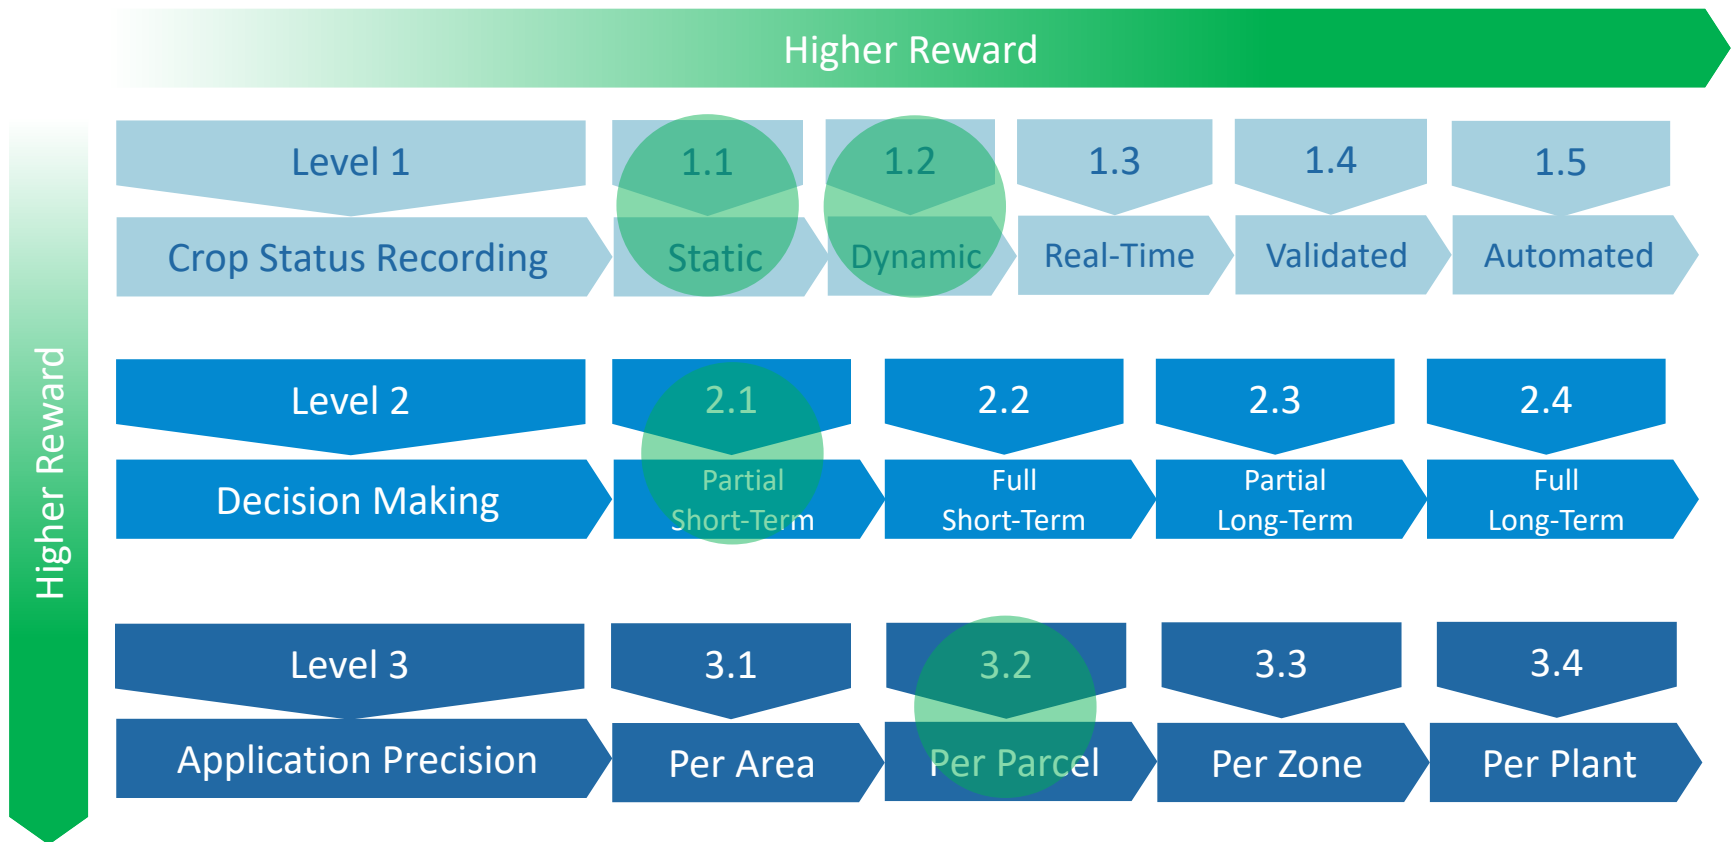 Higher Reward
Higher Reward
Level 1
1.1
1.2
1.3
1.4
1.5
Crop Status Recording
Static
Dynamic
Real-Time
Validated
Automated
Level 2
2.1
2.2
2.3
2.4
Decision Making
Partial
Short-Term
Full
Short-Term
Partial
Long-Term
Full
Long-Term
Level 3
3.1
3.2
3.3
3.4
Application Precision
Per Area
Per Parcel
Per Zone
Per Plant